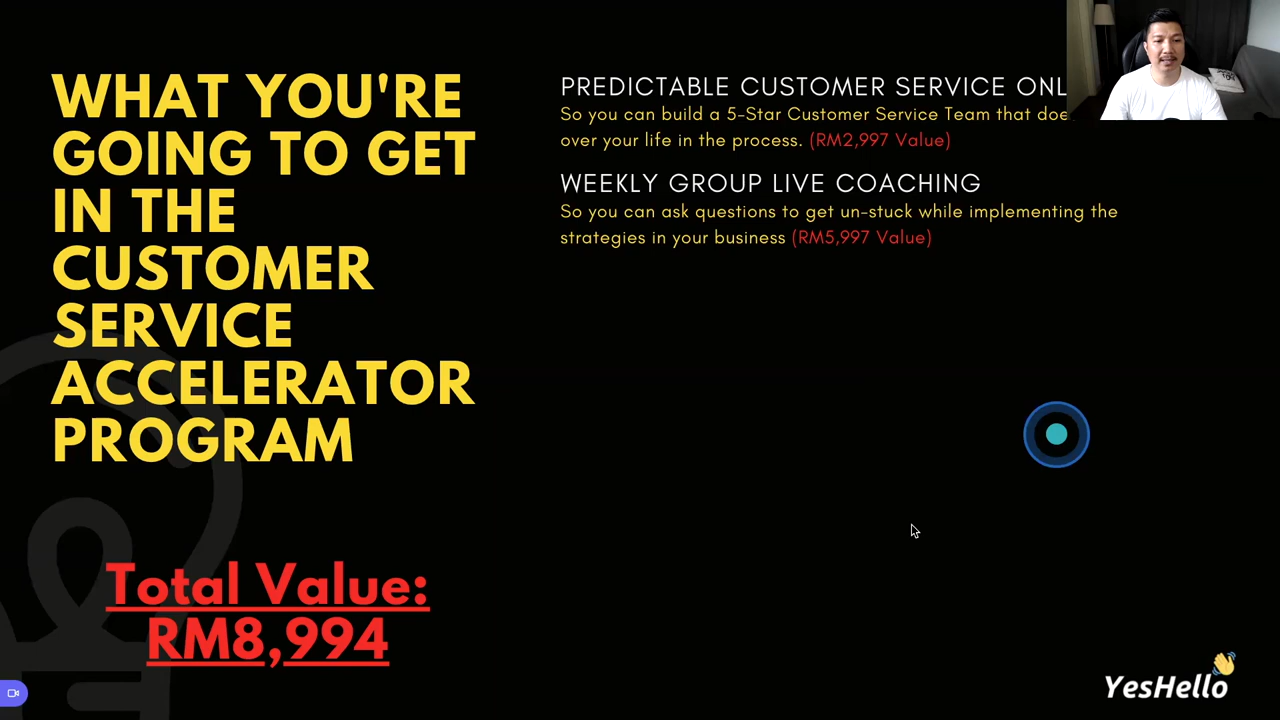 WHAT YOU'RE
GOING TO GET
IN THE
CUSTOMER
SERVICE
ACCELERATOR
PROGRAM
Total Value:
RM8,994
PREDICTABLE CUSTOMER SERVICE
So you can build a 5-Star Customer Service Team that
over your life in the process. (RM2,997 Value)
WEEKLY GROUP LIVE COACHING
So you can ask questions to get un-stuck while implementing the
strategies in your business (RM5,997 Value)
YesHello